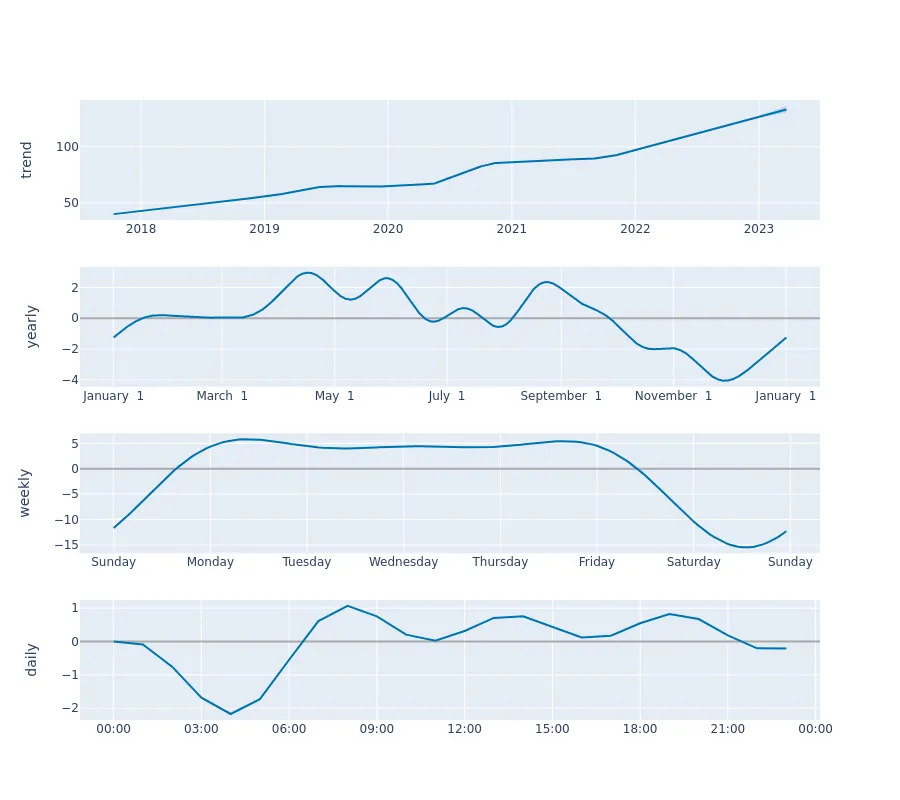 trend
100
50
2018 2019 2020 2021 2022 2023
yearly
2
0
−2
−4
January 1 March 1 May 1 July 1 September 1 November 1 January 1
weekly
5
0
−5
−10
−15
Sunday Monday Tuesday Wednesday Thursday Friday Saturday Sunday
daily
1
0
−1
−2
00:00 03:00 06:00 09:00 12:00 15:00 18:00 21:00 00:00